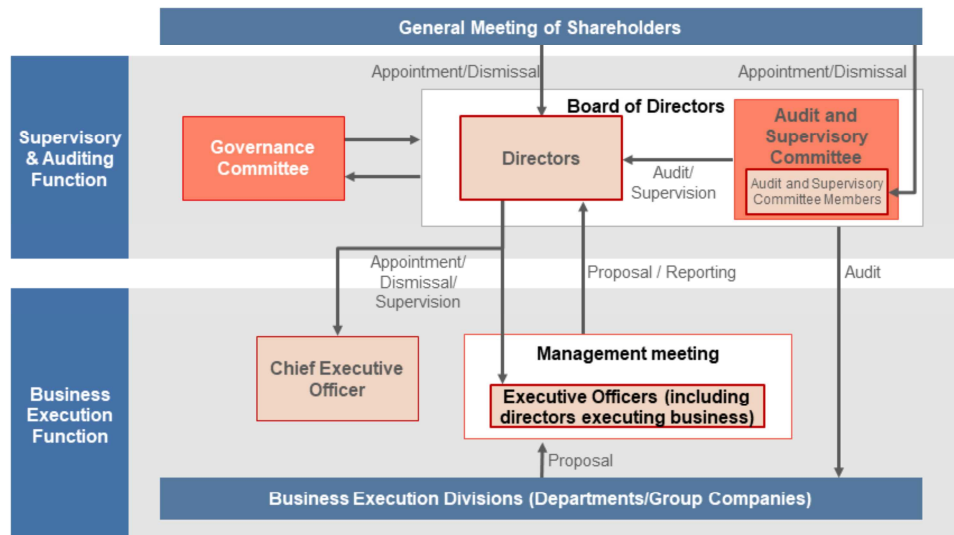 General Meeting of Shareholders
Appointment/Dismissal
Appointment/Dismissal
Supervisory
& Auditing
Function
Governance
Committee
Board of Directors
Directors
Audit/
Supervision
Audit and
Supervisory
Committee
Audit and Supervisory
Committee Members
Appointment/
Dismissal/
Supervision
Proposal / Reporting
Audit
Business
Execution
Function
Chief Executive
Officer
Management meeting
Executive Officers (including
directors executing business)
Proposal
Business Execution Divisions (Departments/Group Companies)